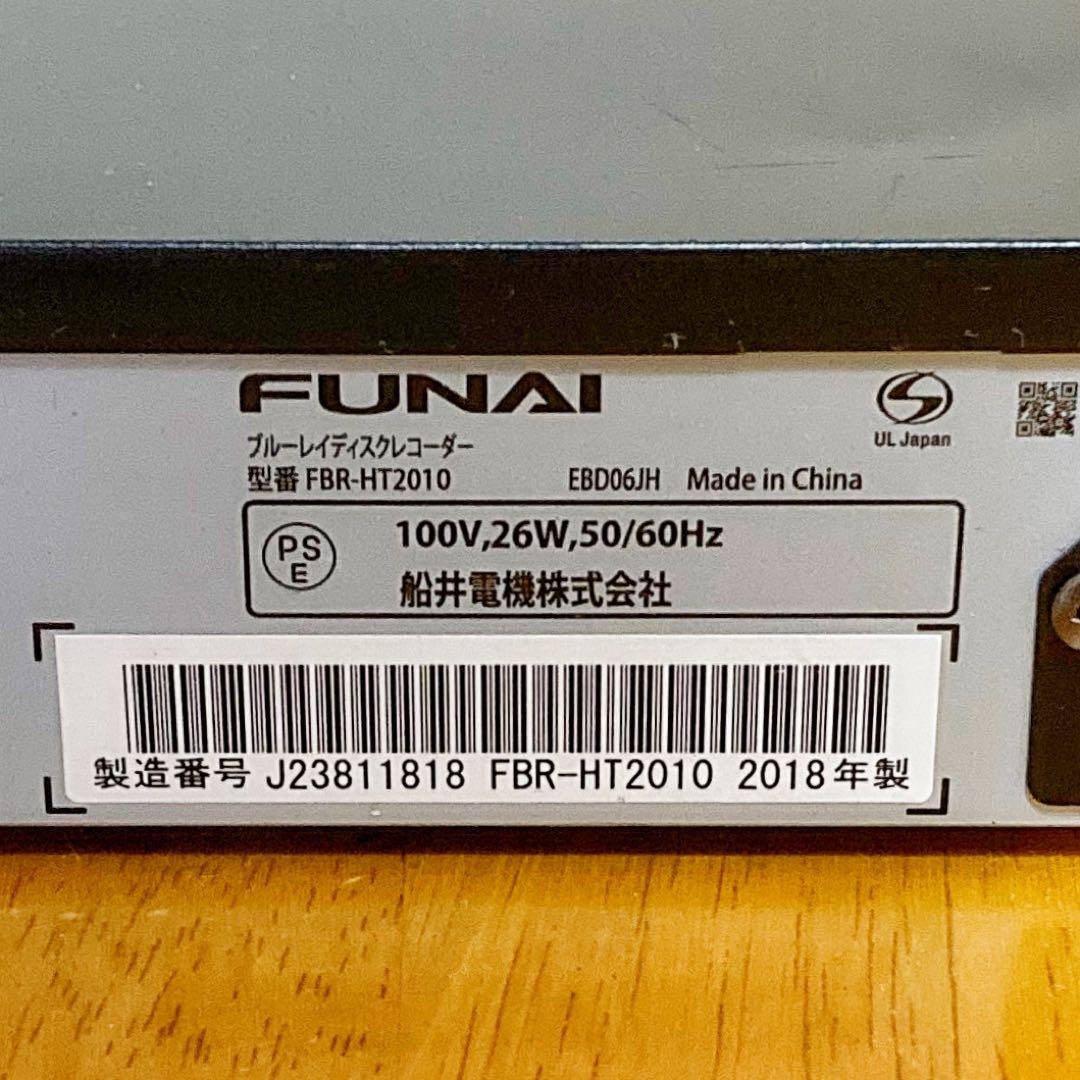 FUNAI
ブルーレイディスクレコーダー
型番 FBR-HT2010 EBD06JH Made in China
S
UL Japan
PS
E
100V,26W,50/60Hz
船井電機株式会社
製造番号 J23811818 FBR-HT2010 2018年製